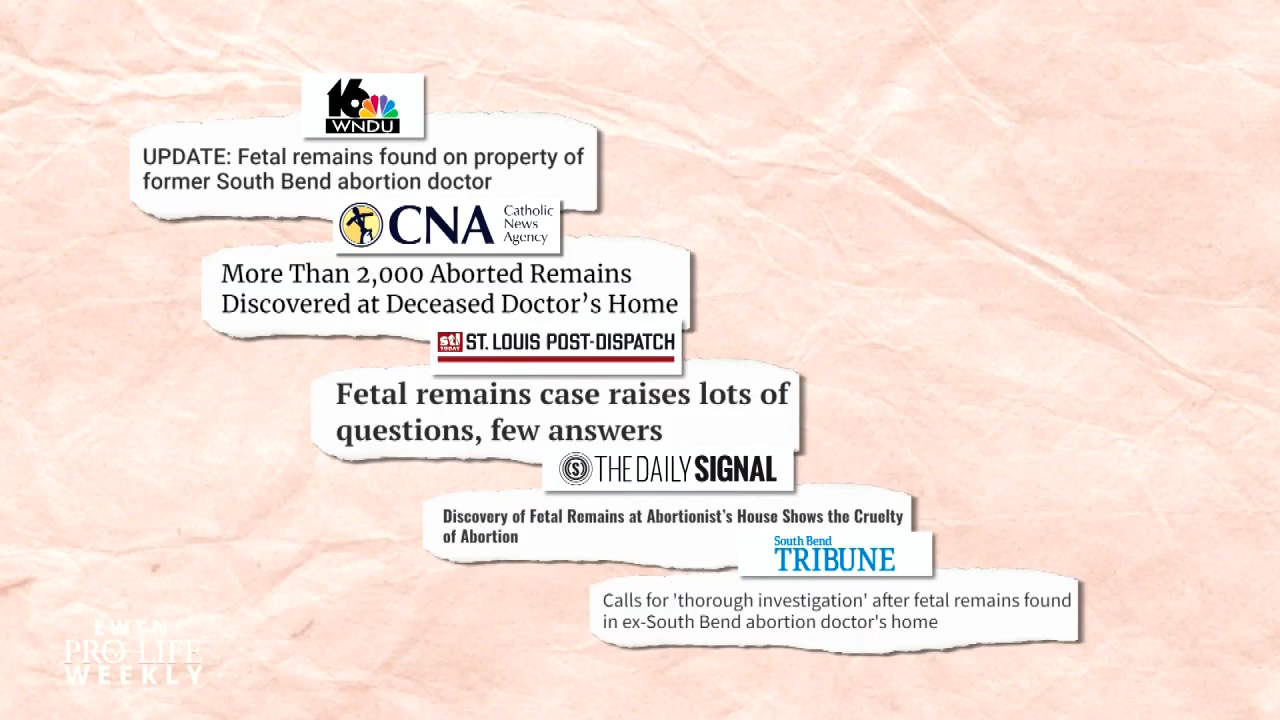 16
WNDU
UPDATE: Fetal remains found on property of
former South Bend abortion doctor
CNA
Catholic
News
Agency
More Than 2,000 Aborted Remains
Discovered at Deceased Doctor’s Home
stl
TODAY
ST. LOUIS POST-DISPATCH
Fetal remains case raises lots of
questions, few answers
S
THE DAILY SIGNAL
Discovery of Fetal Remains at Abortionist’s House Shows the Cruelty
of Abortion
South Bend
TRIBUNE
Calls for 'thorough investigation' after fetal remains found
in ex-South Bend abortion doctor's home
EWTN
PRO-LIFE
WEEKLY